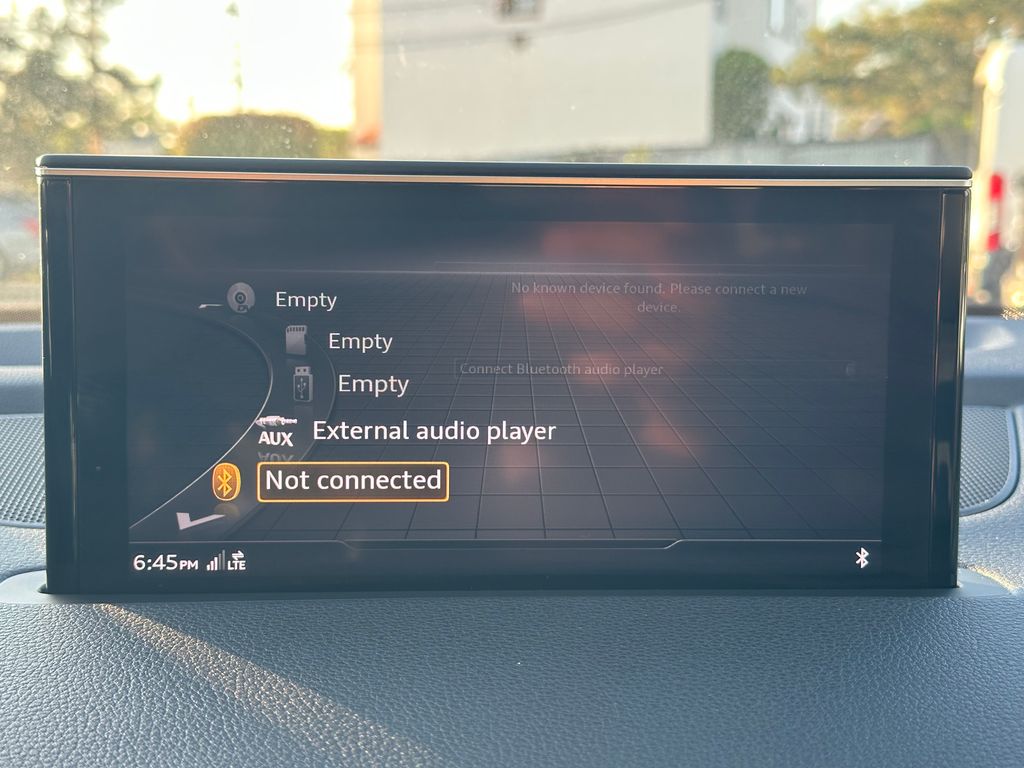 Empty
No known device found. Please connect a new
device.
Empty
Connect Bluetooth audio player
Empty
AUX
External audio player
Not connected
6:45PM
LTE